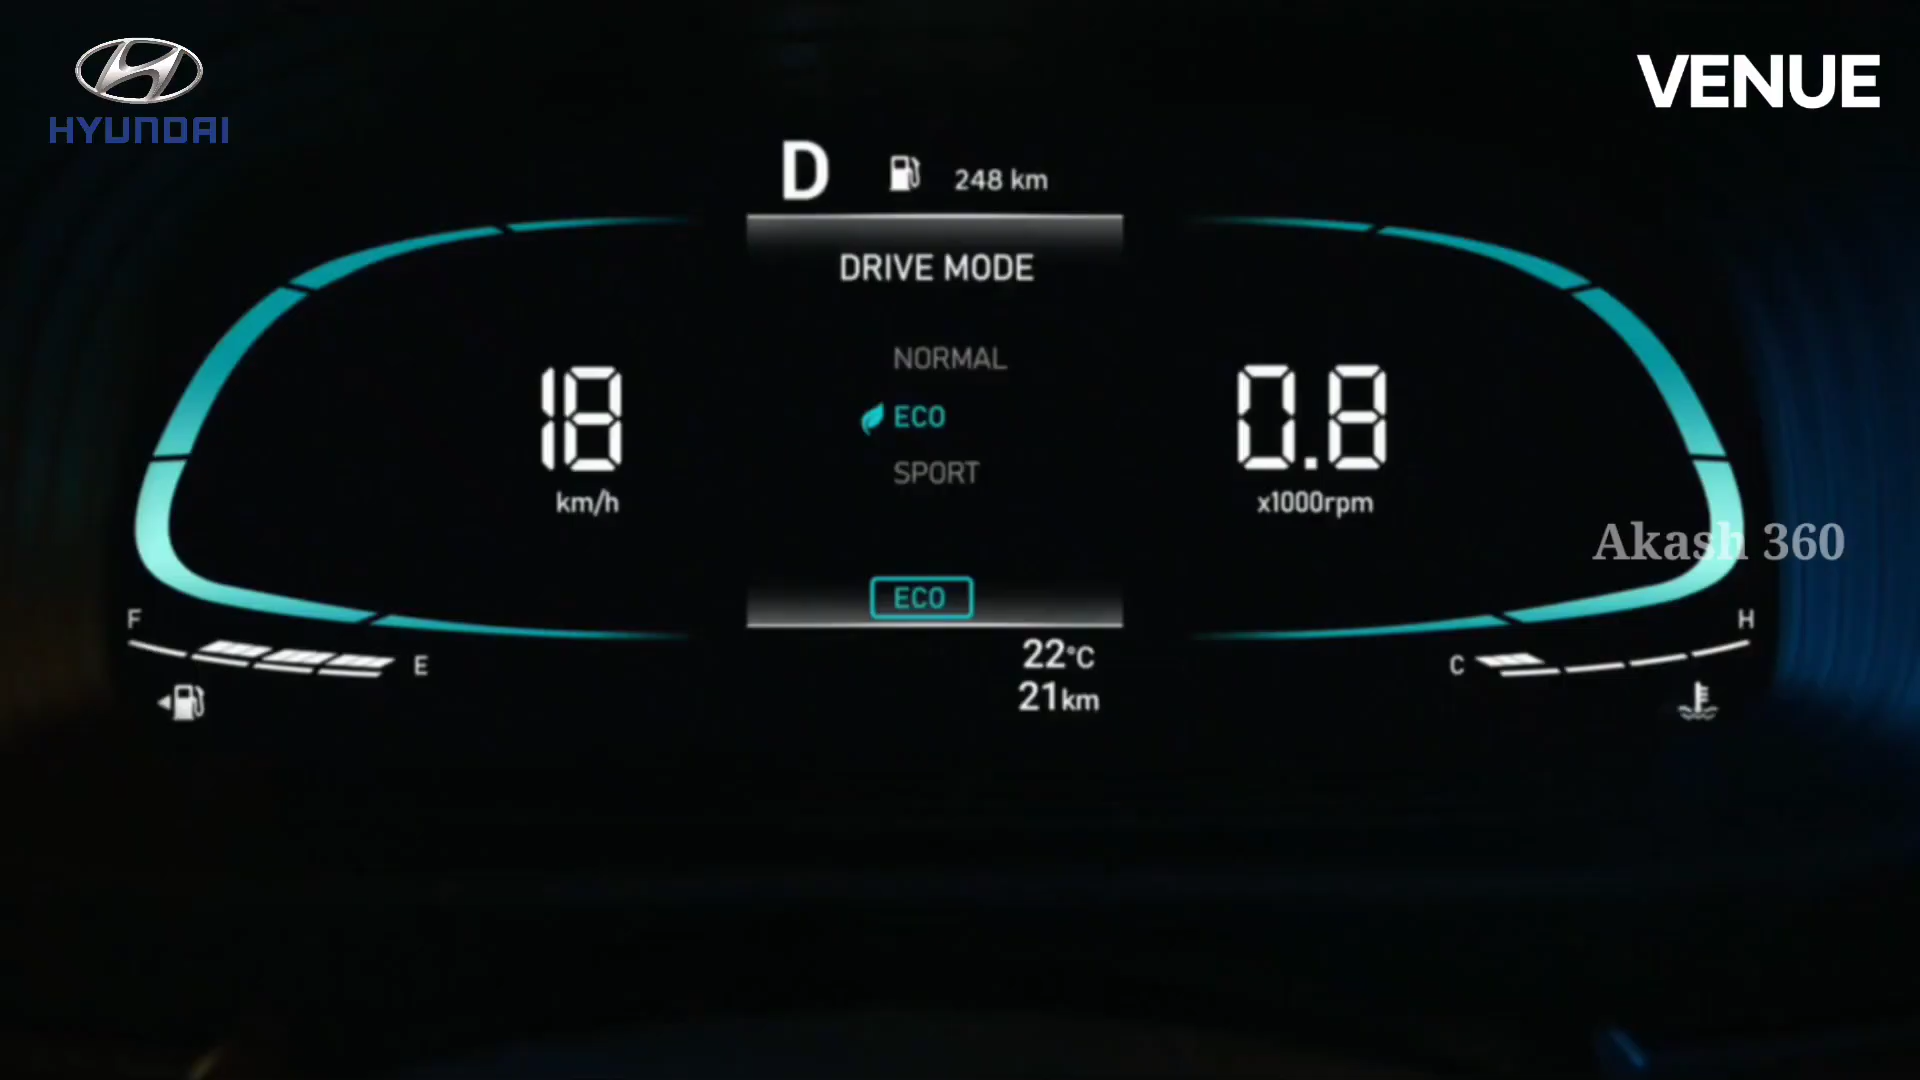 HYUNDAI
VENUE
D 248 km
DRIVE MODE
NORMAL
ECO
SPORT
18
km/h
0.8
x1000rpm
Akash 360
ECO
F
E
C
H
22°C
21km